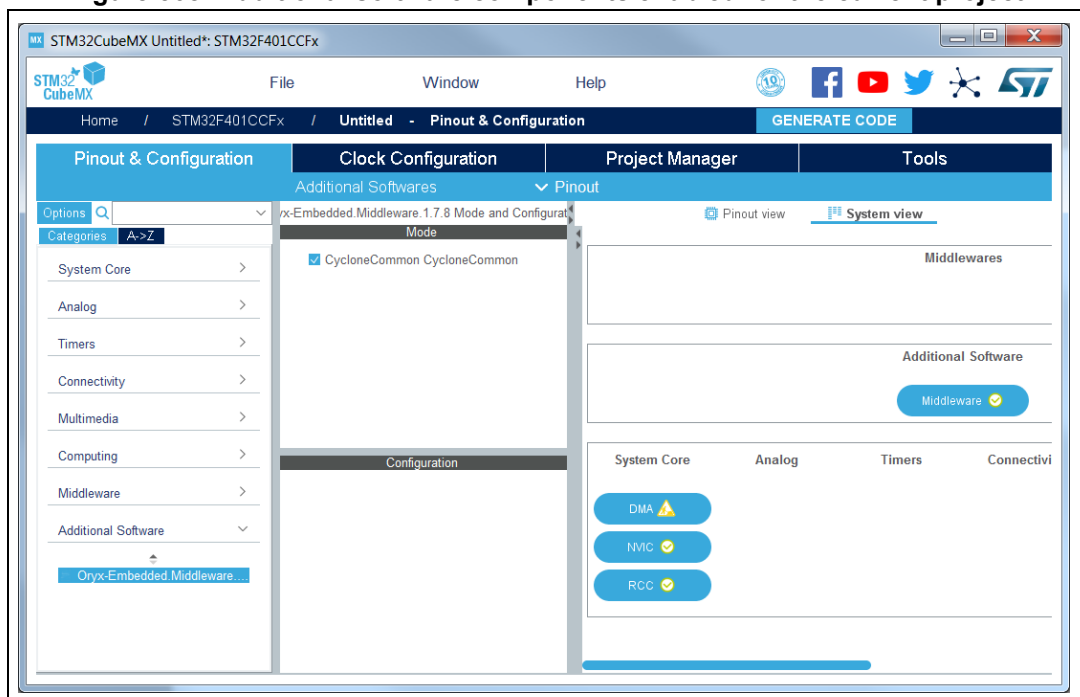 STM32CubeMX Untitled*: STM32F401CCFx
STM32
CubeMX
File Window Help
19
Home / STM32F401CCFx / Untitled - Pinout & Configuration GENERATE CODE
Pinout & Configuration Clock Configuration Project Manager Tools
Additional Softwares Pinout
Options
Categories A->Z
System Core
Analog
Timers
Connectivity
Multimedia
Computing
Middleware
Additional Software
Oryx-Embedded.Middleware....
yx-Embedded.Middleware.1.7.8 Mode and Configurat
Mode
CycloneCommon CycloneCommon
Configuration
Pinout view System view
Middlewares
Additional Software
Middleware
System Core Analog Timers Connectivi
DMA
NVIC
RCC